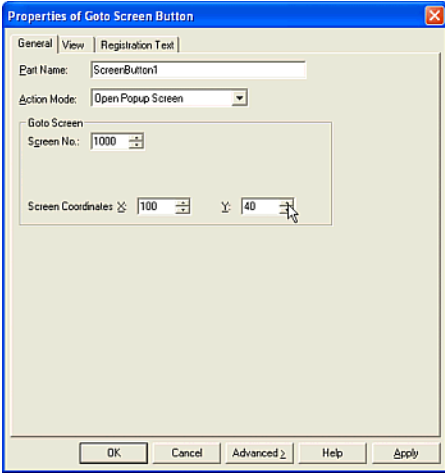 Properties of Goto Screen Button
General View Registration Text
Part Name: ScreenButton1
Action Mode: Open Popup Screen
Goto Screen
Screen No.: 1000
Screen Coordinates X: 100 Y: 40
OK Cancel Advanced > Help Apply